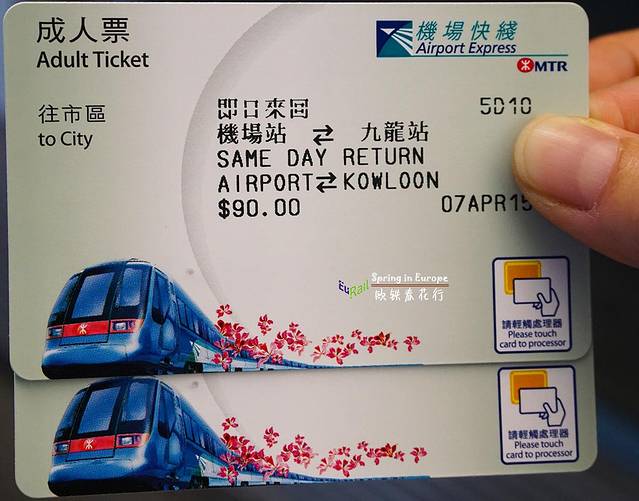 成人票
Adult Ticket
機場快綫
Airport Express
MTR
往市區
to City
即日來回
5D10
機場站 ⇄ 九龍站
SAME DAY RETURN
AIRPORT⇄KOWLOON
$90.00
07APR15
EuRail
Spring in Europe
歐鐵春花行
請輕觸處理器
Please touch
card to processor
請輕觸處理器
Please touch
card to processor